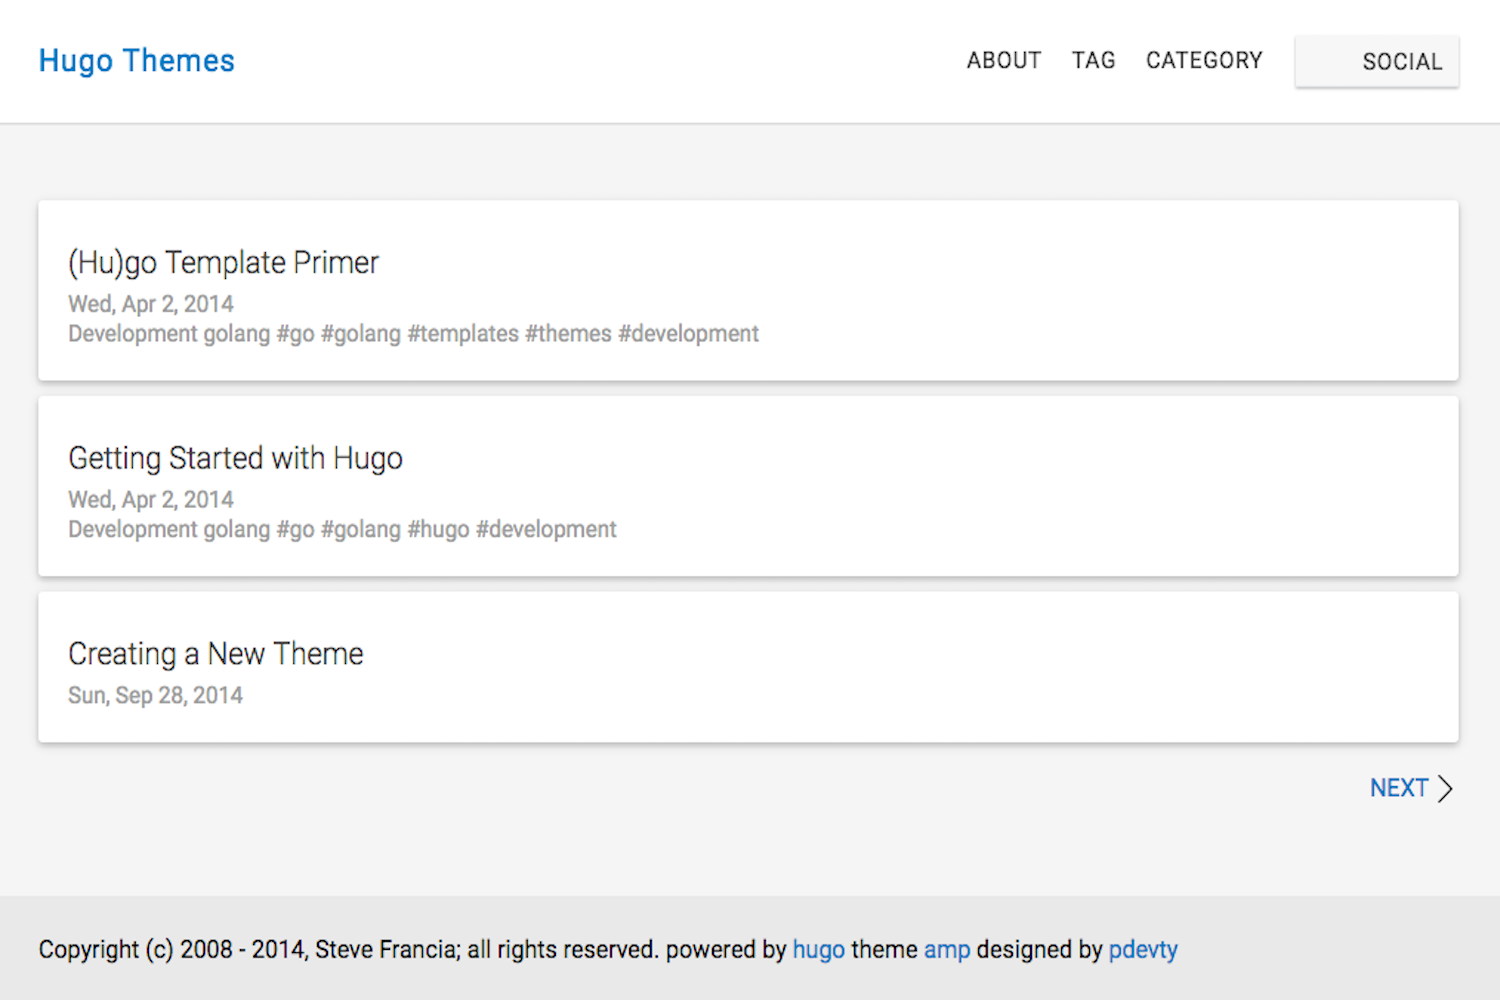 Hugo Themes ABOUT TAG CATEGORY SOCIAL
(Hu)go Template Primer
Wed, Apr 2, 2014
Development golang #go #golang #templates #themes #development
Getting Started with Hugo
Wed, Apr 2, 2014
Development golang #go #golang #hugo #development
Creating a New Theme
Sun, Sep 28, 2014
NEXT
Copyright (c) 2008 - 2014, Steve Francia; all rights reserved. powered by hugo theme amp designed by pdevty